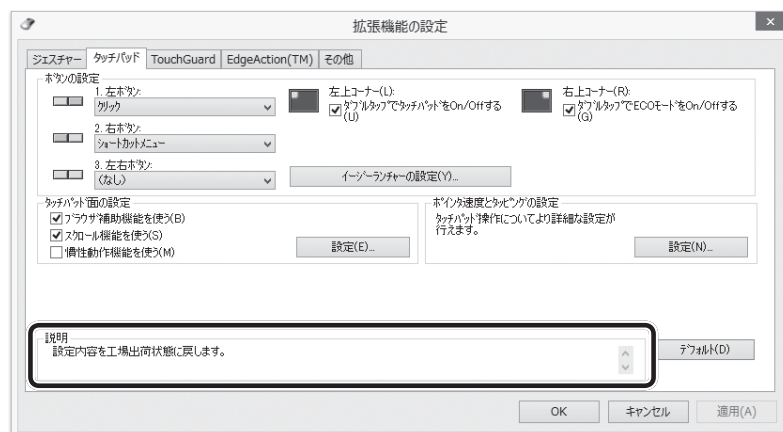 拡張機能の設定
ジェスチャー タッチパッド TouchGuard EdgeAction(TM) その他
ボタンの設定
1. 左ボタン:
クリック
2. 右ボタン:
ショートカットメニュー
3. 左右ボタン:
(なし)
左上コーナー(L):
ダブルタップでタッチパッドをOn/Offする
(U)
右上コーナー(R):
ダブルタップでECOモードをOn/Offする
(G)
イージーランチャーの設定(Y)...
タッチパッド面の設定
ブラウザ補助機能を使う(B)
スクロール機能を使う(S)
慣性動作機能を使う(M)
設定(E)...
ポインタ速度とタッピングの設定
タッチパッド操作についてより詳細な設定が
行えます。
設定(N)...
説明
設定内容を工場出荷状態に戻します。
デフォルト(D)
OK キャンセル 適用(A)